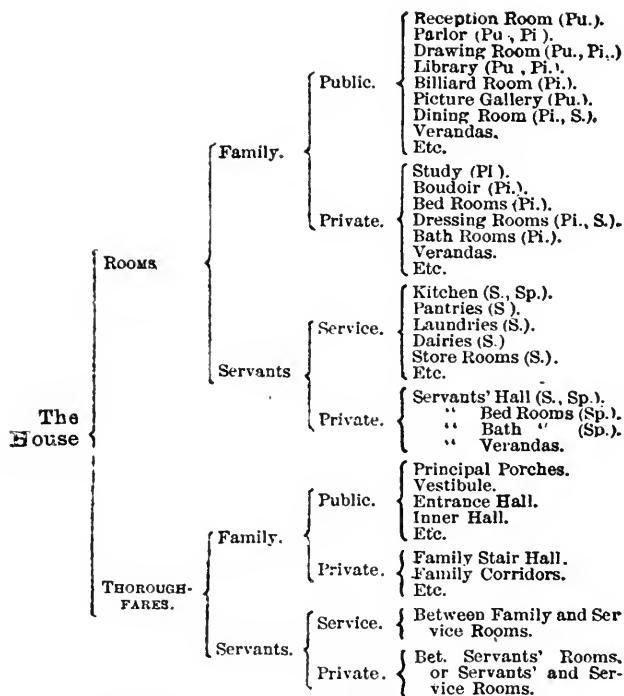 Reception Room (Pu.).
Parlor (Pu., Pi).
Drawing Room (Pu., Pi.,)
Library (Pu , Pi.).
Public.
Billiard Room (Pi.).
Picture Gallery (Pu.).
Dining Room (Pi., S.).
Verandas.
Etc.
Family.
Study (PI ).
Boudoir (Pi.).
Bed Rooms (Pi.).
Private.
Dressing Rooms (Pi., S.).
Bath Rooms (Pi.).
Verandas.
Etc.
ROOMS.
Kitchen (S., Sp.).
Pantries (S ).
Service.
Laundries (S.).
Dairies (S.)
Store Rooms (S.).
Etc.
Servants
Servants' Hall (S., Sp.).
Private.
" Bed Rooms (Sp.).
" Bath " (Sp.).
" Verandas.
The
House
Principal Porches.
Vestibule.
Public.
Entrance Hall.
Inner Hall.
Etc.
Family.
Family Stair Hall.
Private.
Family Corridors.
Etc.
THOROUGH-
FARES.
Service.
Between Family and Ser
vice Rooms.
Servants.
Bet. Servants' Rooms,
Private.
or Servants' and Ser-
vice Rooms.